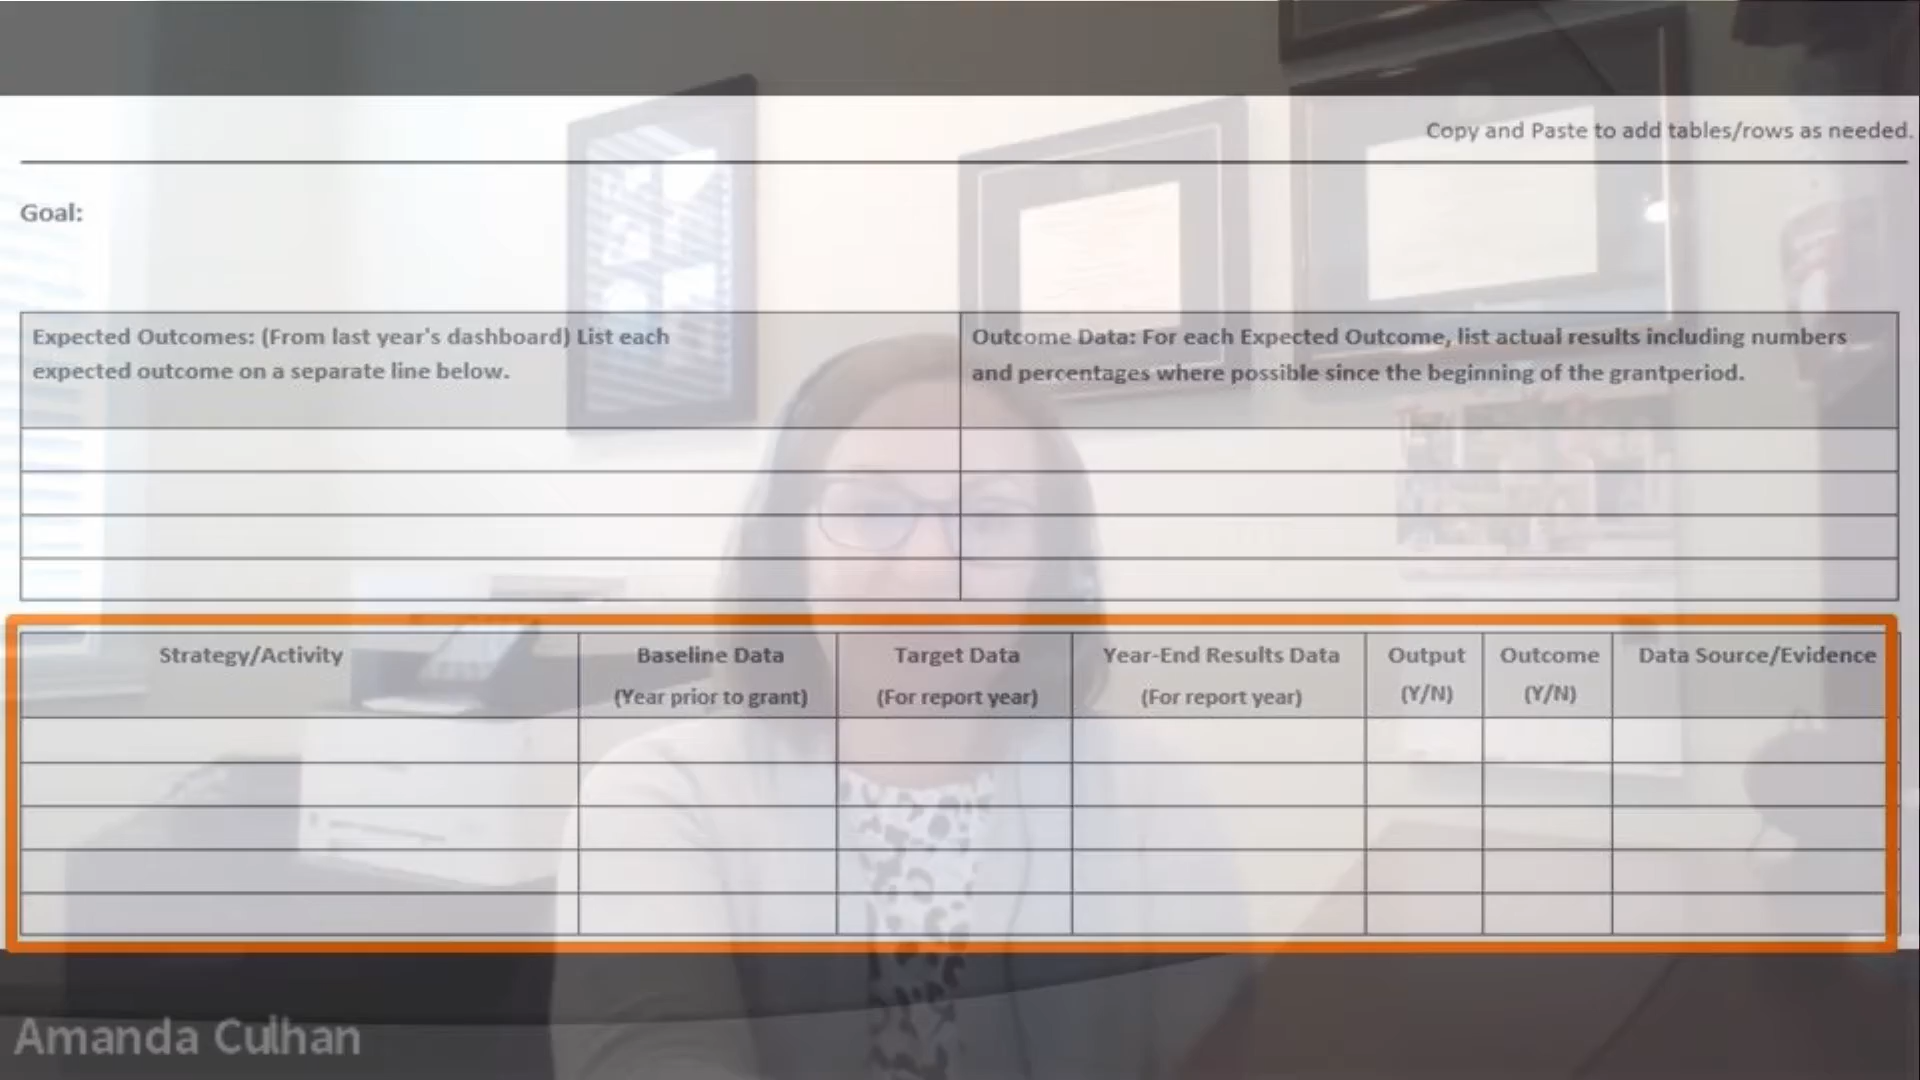 Copy and Paste to add tables/rows as needed.
Goal:
Expected Outcomes: (From last year's dashboard) List each
expected outcome on a separate line below.
Outcome Data: For each Expected Outcome, list actual results including numbers
and percentages where possible since the beginning of the grantperiod.
Strategy/Activity
Baseline Data
(Year prior to grant)
Target Data
(For report year)
Year-End Results Data
(For report year)
Output
(Y/N)
Outcome
(Y/N)
Data Source/Evidence
Amanda Culhan